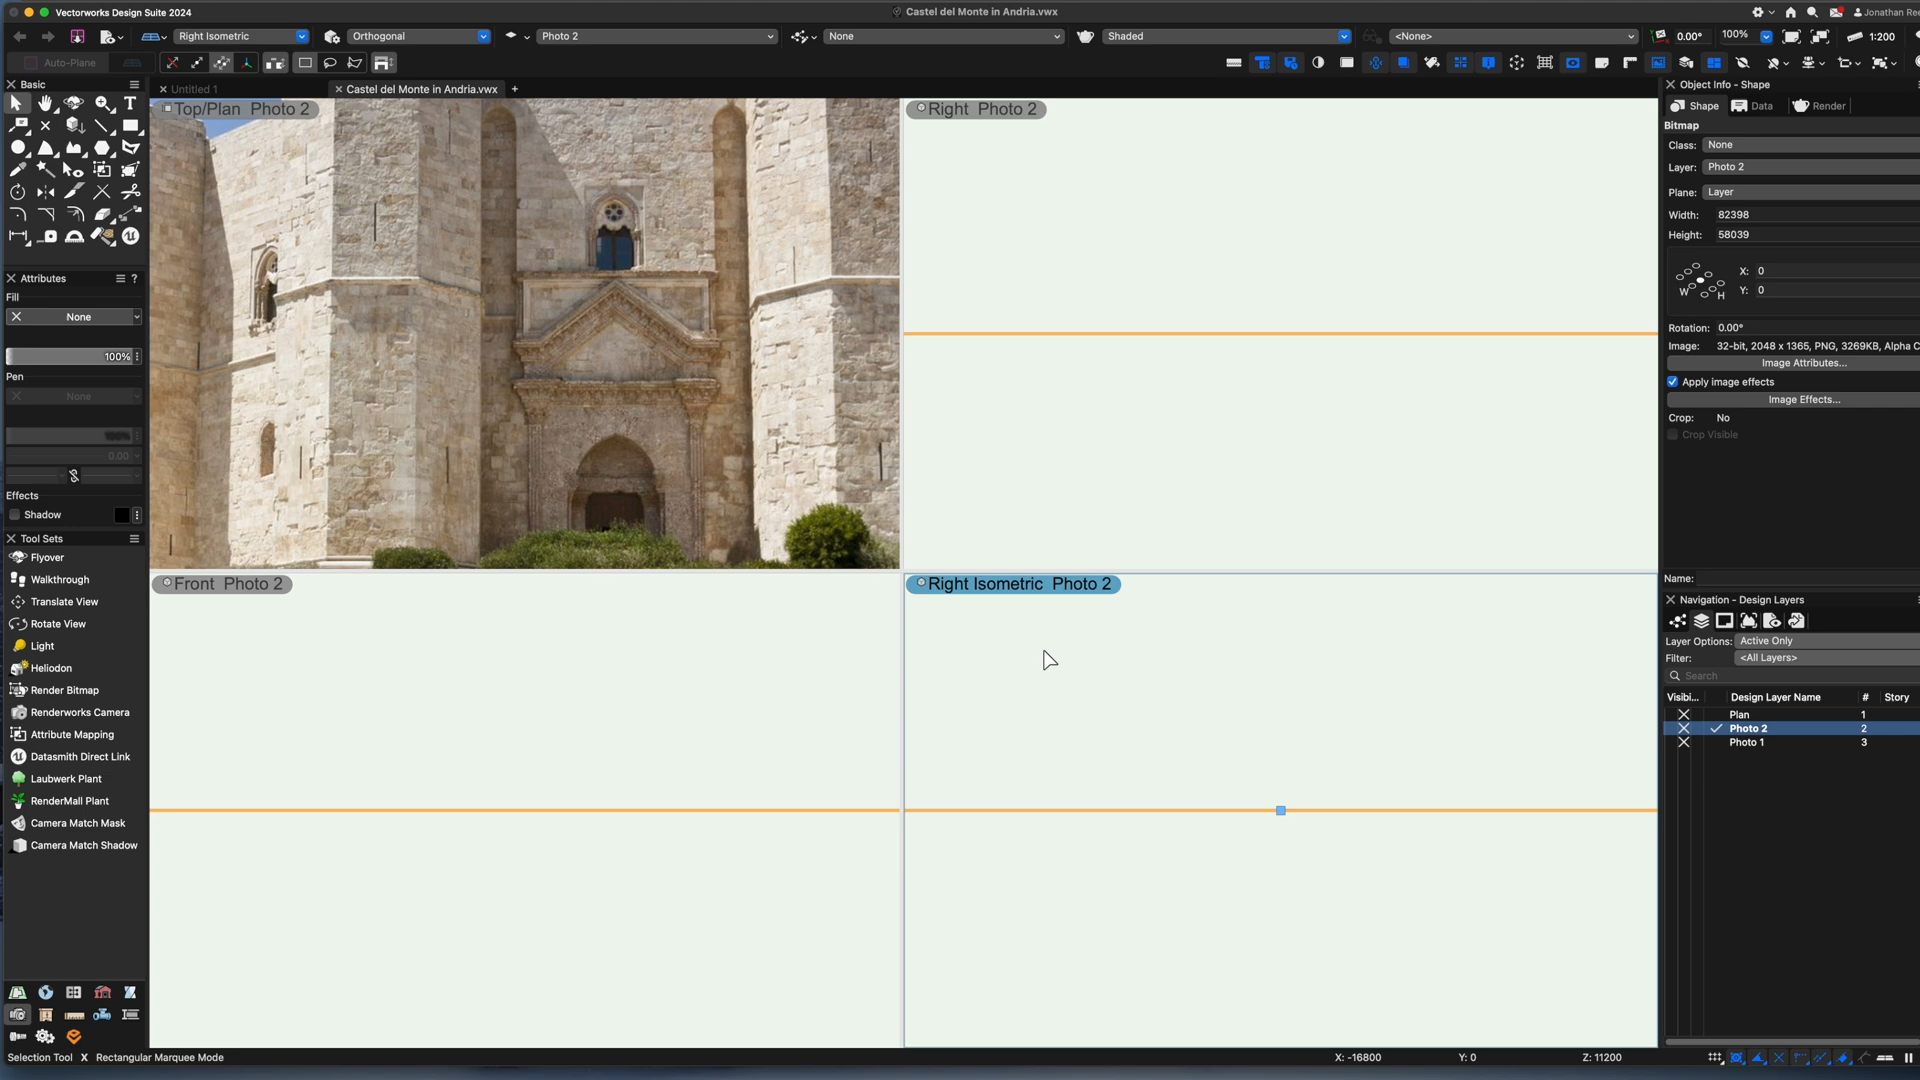 Vectorworks Design Suite 2024
Castel del Monte in Andria.vwx
Jonathan Ree
Right Isometric
Orthogonal
Photo 2
None
Shaded
<None>
0.00°
100%
1:200
Auto-Plane
Basic
Untitled 1
Castel del Monte in Andria.vwx
+
Object Info - Shape
Shape
Data
Render
Top/Plan Photo 2
Right Photo 2
Front Photo 2
Right Isometric Photo 2
Bitmap
Class: None
Layer: Photo 2
Plane: Layer
Width: 82398
Height: 58039
X: 0
Y: 0
W
H
Rotation: 0.00°
Image: 32-bit, 2048 x 1365, PNG, 3269KB, Alpha C
Image Attributes...
Apply image effects
Image Effects...
Crop: No
Crop Visible
Name:
Attributes
?
Fill
None
100%
Pen
None
100%
0.00
Effects
Shadow
Tool Sets
Flyover
Walkthrough
Translate View
Rotate View
Light
Heliodon
Render Bitmap
Renderworks Camera
Attribute Mapping
Datasmith Direct Link
Laubwerk Plant
RenderMall Plant
Camera Match Mask
Camera Match Shadow
Navigation - Design Layers
Layer Options: Active Only
Filter: <All Layers>
Search
Visibi... Design Layer Name # Story
Plan 1
Photo 2 2
Photo 1 3
Selection Tool X Rectangular Marquee Mode
X: -16800
Y: 0
Z: 11200